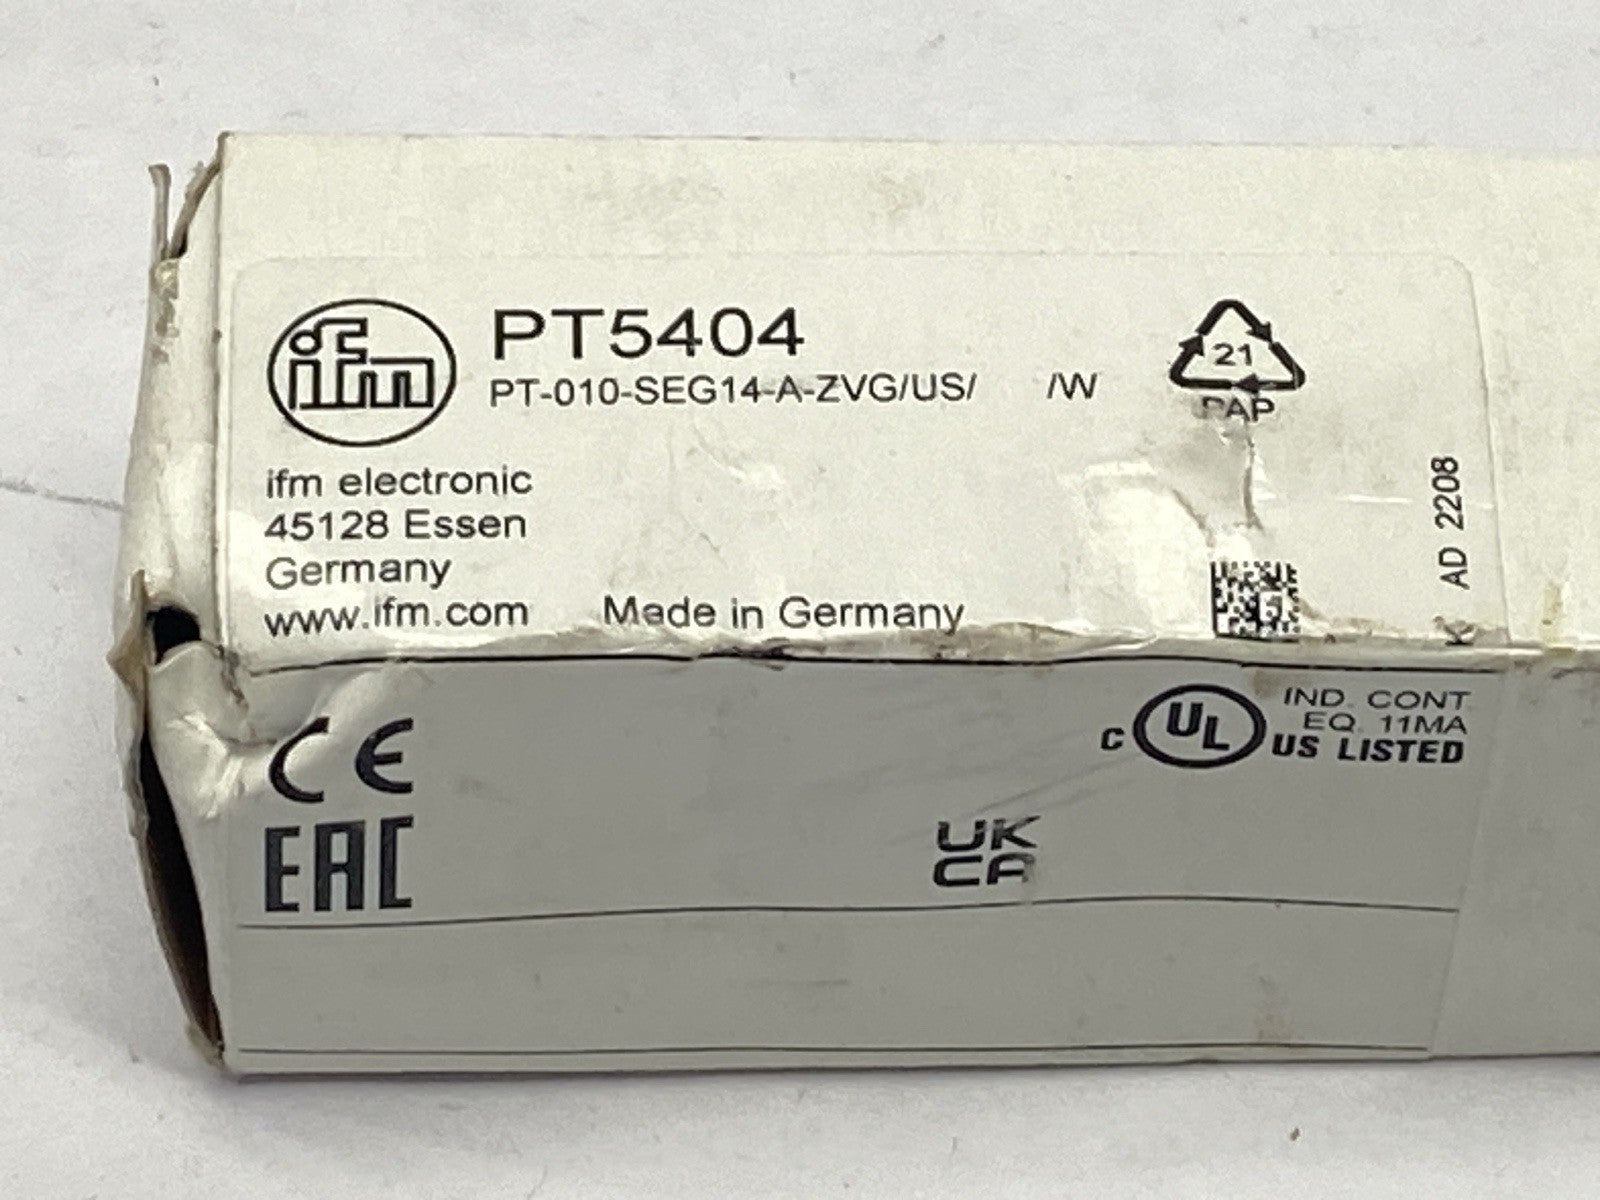 ifm
PT5404
PT-010-SEG14-A-ZVG/US/ /W
21
PAP
ifm electronic
45128 Essen
Germany
www.ifm.com
Made in Germany
K AD 2208
CE
EAC
C UL US LISTED
IND. CONT.
EQ. 11MA
UK
CA